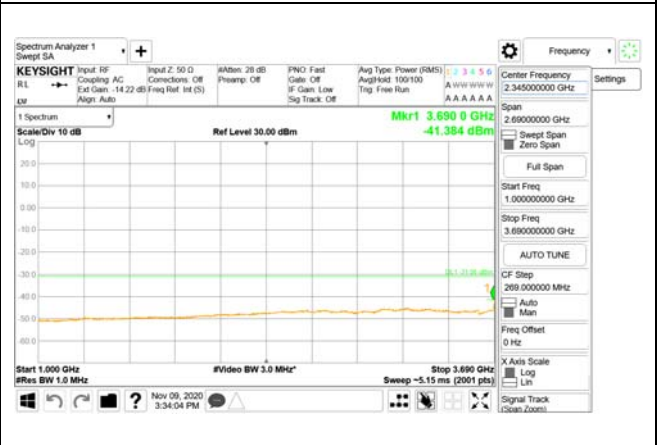 Spectrum Analyzer 1
Swept SA
Frequency
KEYSIGHT
RL
Input: RF
Coupling: AC
Ext Gain: -14.22 dB
Align: Auto
Input Z: 50 Ω
Corrections: Off
Freq Ref: Int (S)
#Atten: 28 dB
Preamp: Off
PNO: Fast
Gate: Off
IF Gain: Low
Sig Track: Off
Avg Type: Power (RMS)
Avg|Hold: 100/100
Trig: Free Run
1 2 3 4 5 6
A W W W W W
A A A A A A
1 Spectrum
Scale/Div 10 dB
Log
Ref Level 30.00 dBm
Mkr1 3.690 0 GHz
-41.384 dBm
20.0
10.0
0.00
-10.0
-20.0
-30.0
-40.0
-50.0
-60.0
1
Start 1.000 GHz
#Res BW 1.0 MHz
#Video BW 3.0 MHz*
Stop 3.690 GHz
Sweep ~5.15 ms (2001 pts)
Nov 09, 2020
3:34:04 PM
Center Frequency
2.345000000 GHz
Settings
Span
2.69000000 GHz
Swept Span
Zero Span
Full Span
Start Freq
1.000000000 GHz
Stop Freq
3.690000000 GHz
AUTO TUNE
CF Step
269.000000 MHz
Auto
Man
Freq Offset
0 Hz
X Axis Scale
Log
Lin
Signal Track
(Span Zoom)